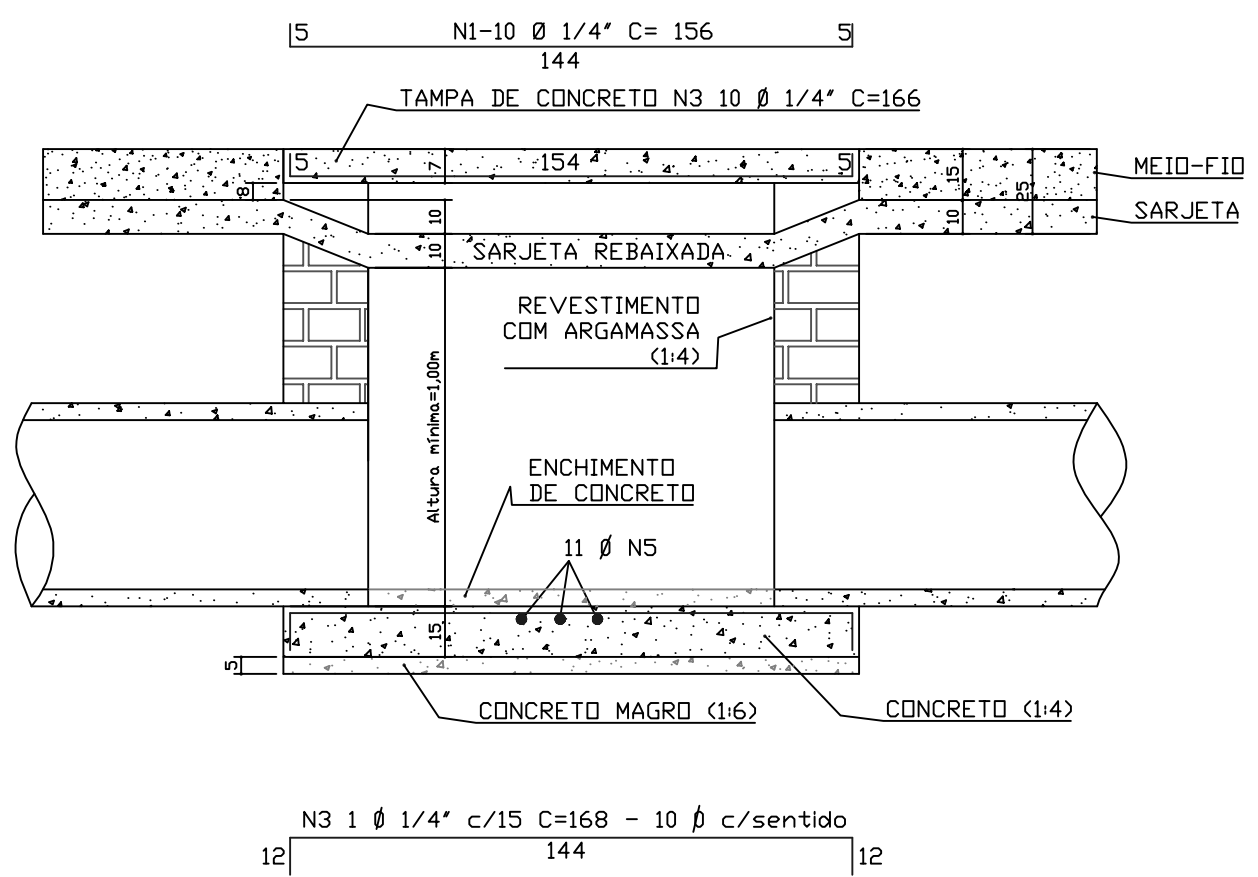 5 N1-10 Ø 1/4" C= 156 5
144
TAMPA DE CONCRETO N3 10 Ø 1/4" C=166
5 7 154 5
MEIO-FIO
15
25
8
SARJETA
10
10
10
SARJETA REBAIXADA
REVESTIMENTO
COM ARGAMASSA
(1:4)
Altura mínima=1,00m
ENCHIMENTO
DE CONCRETO
11 Ø N5
15
5
CONCRETO MAGRO (1:6)
CONCRETO (1:4)
N3 1 Ø 1/4" c/15 C=168 - 10 Ø c/sentido
12 144 12